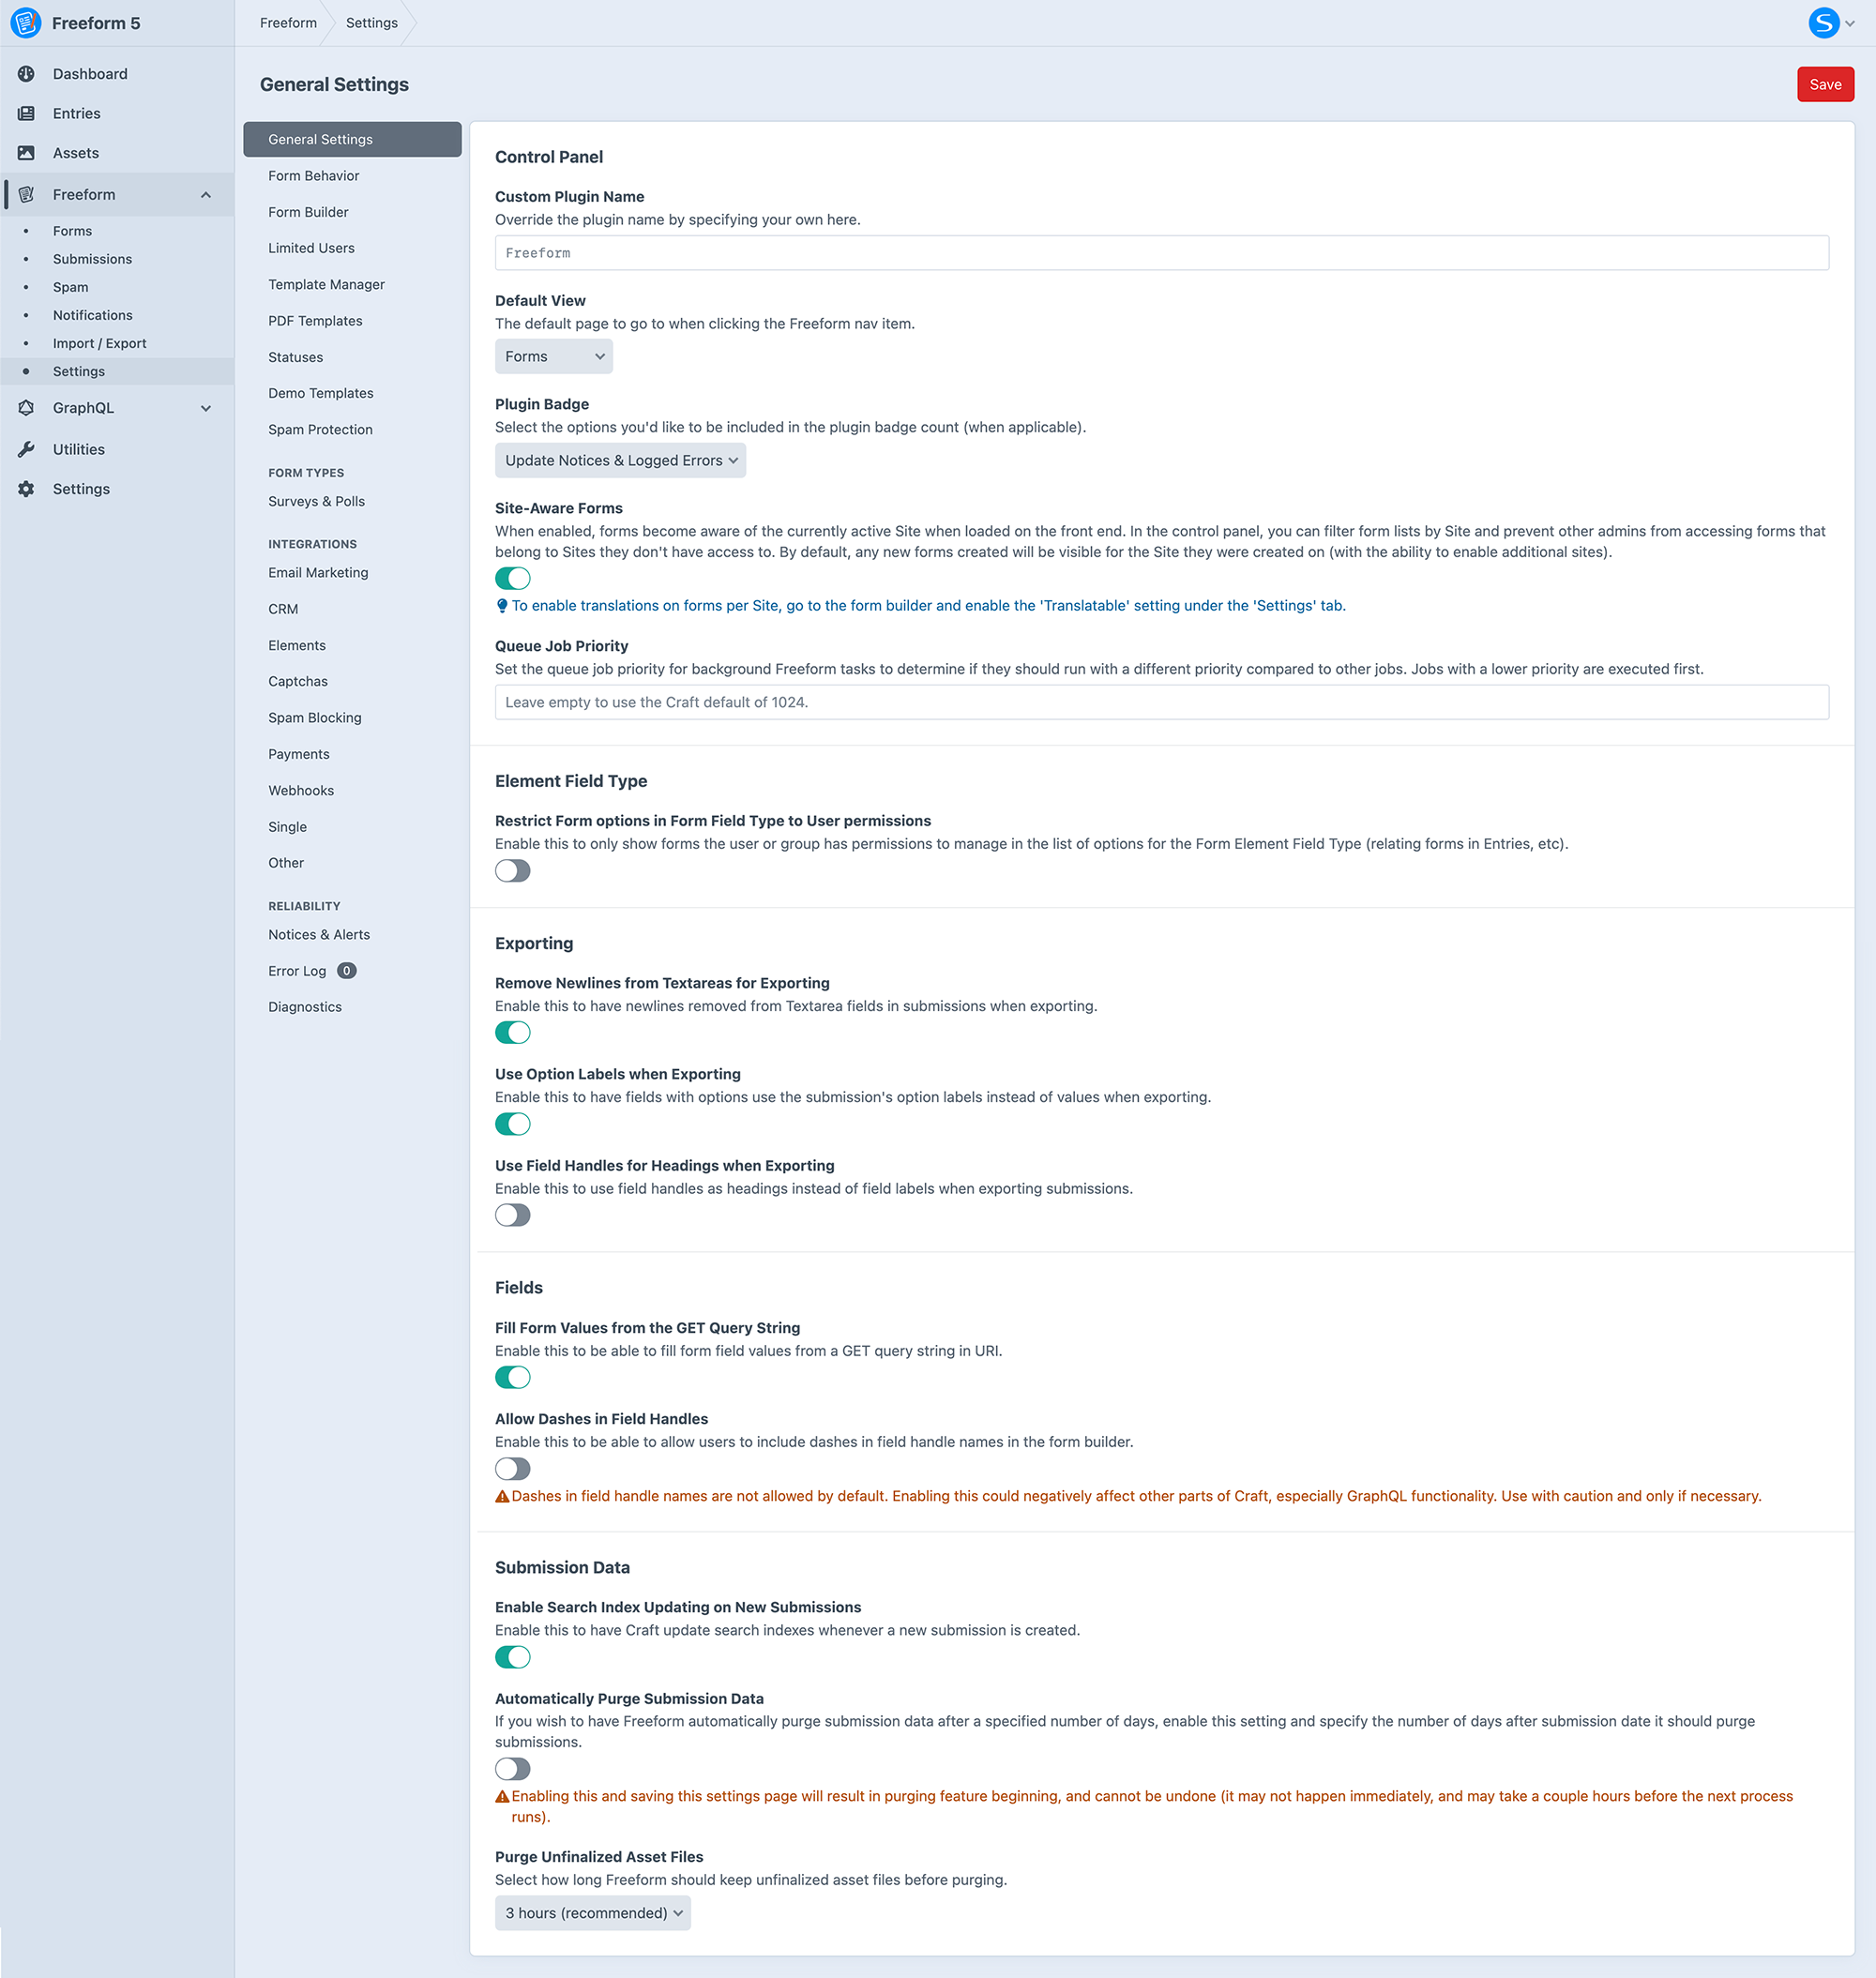 Freeform 5
Freeform
Settings
S
Dashboard
Entries
Assets
Freeform
Forms
Submissions
Spam
Notifications
Import / Export
Settings
GraphQL
Utilities
Settings
General Settings
Save
General Settings
Form Behavior
Form Builder
Limited Users
Template Manager
PDF Templates
Statuses
Demo Templates
Spam Protection
FORM TYPES
Surveys & Polls
INTEGRATIONS
Email Marketing
CRM
Elements
Captchas
Spam Blocking
Payments
Webhooks
Single
Other
RELIABILITY
Notices & Alerts
Error Log 0
Diagnostics
Control Panel
Custom Plugin Name
Override the plugin name by specifying your own here.
Freeform
Default View
The default page to go to when clicking the Freeform nav item.
Forms
Plugin Badge
Select the options you'd like to be included in the plugin badge count (when applicable).
Update Notices & Logged Errors
Site-Aware Forms
When enabled, forms become aware of the currently active Site when loaded on the front end. In the control panel, you can filter form lists by Site and prevent other admins from accessing forms that
belong to Sites they don't have access to. By default, any new forms created will be visible for the Site they were created on (with the ability to enable additional sites).
To enable translations on forms per Site, go to the form builder and enable the 'Translatable' setting under the 'Settings' tab.
Queue Job Priority
Set the queue job priority for background Freeform tasks to determine if they should run with a different priority compared to other jobs. Jobs with a lower priority are executed first.
Leave empty to use the Craft default of 1024.
Element Field Type
Restrict Form options in Form Field Type to User permissions
Enable this to only show forms the user or group has permissions to manage in the list of options for the Form Element Field Type (relating forms in Entries, etc).
Exporting
Remove Newlines from Textareas for Exporting
Enable this to have newlines removed from Textarea fields in submissions when exporting.
Use Option Labels when Exporting
Enable this to have fields with options use the submission's option labels instead of values when exporting.
Use Field Handles for Headings when Exporting
Enable this to use field handles as headings instead of field labels when exporting submissions.
Fields
Fill Form Values from the GET Query String
Enable this to be able to fill form field values from a GET query string in URI.
Allow Dashes in Field Handles
Enable this to be able to allow users to include dashes in field handle names in the form builder.
Dashes in field handle names are not allowed by default. Enabling this could negatively affect other parts of Craft, especially GraphQL functionality. Use with caution and only if necessary.
Submission Data
Enable Search Index Updating on New Submissions
Enable this to have Craft update search indexes whenever a new submission is created.
Automatically Purge Submission Data
If you wish to have Freeform automatically purge submission data after a specified number of days, enable this setting and specify the number of days after submission date it should purge
submissions.
Enabling this and saving this settings page will result in purging feature beginning, and cannot be undone (it may not happen immediately, and may take a couple hours before the next process
runs).
Purge Unfinalized Asset Files
Select how long Freeform should keep unfinalized asset files before purging.
3 hours (recommended)